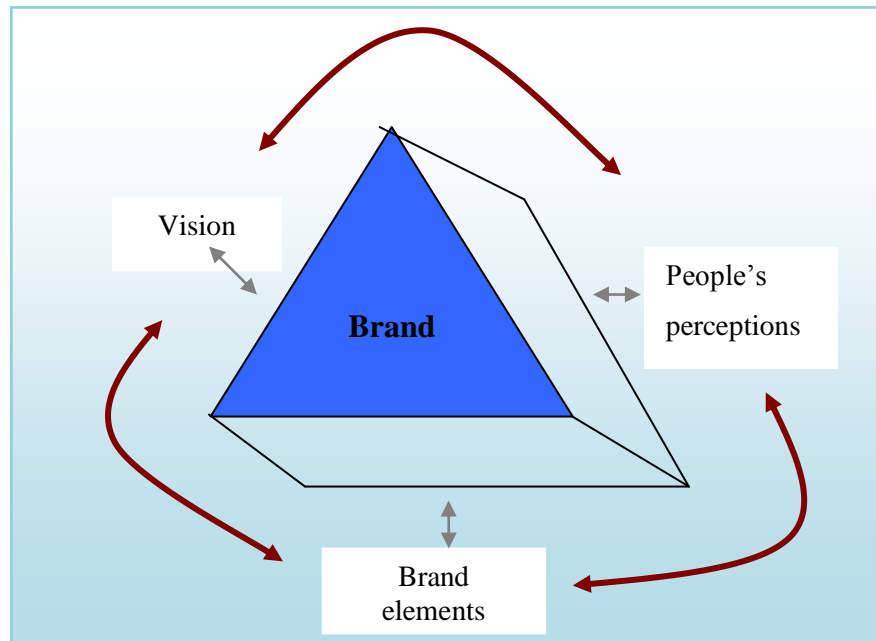 Vision
People’s
perceptions
Brand
Brand
elements